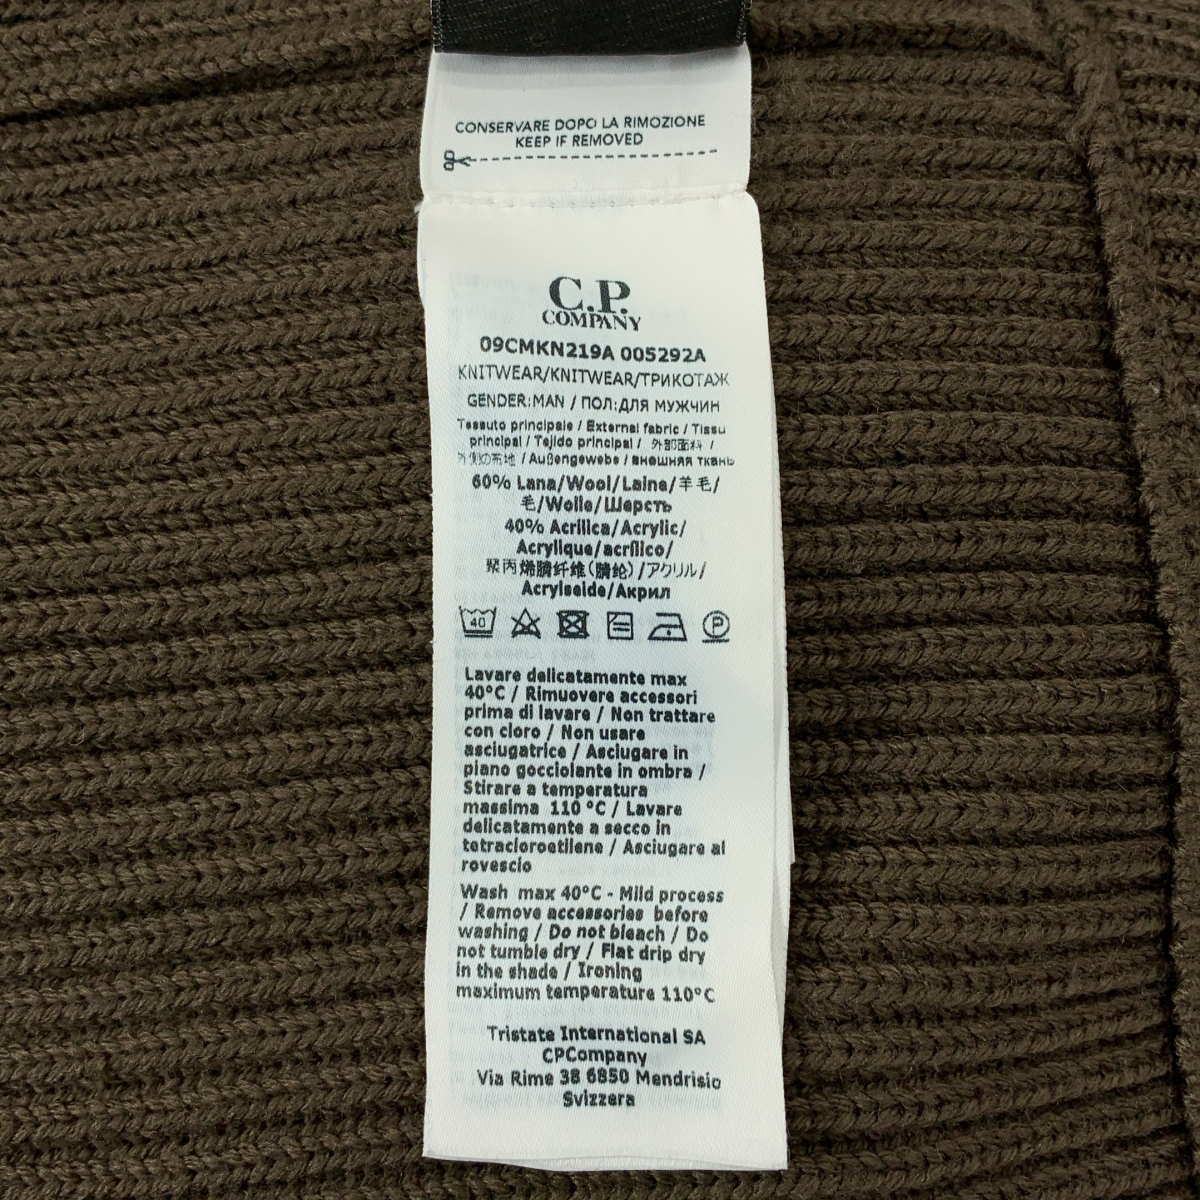 CONSERVARE DOPO LA RIMOZIONE
KEEP IF REMOVED
C.P.
COMPANY
09CMKN219A 005292A
KNITWEAR/KNITWEAR/ТРИКОТАЖ
GENDER:MAN / ПОЛ:ДЛЯ МУЖЧИН
Tessuto principale / External fabric / Tissu
principal / Tejido principal / 外部面料 /
外側の布地 / Außengewebe / внешняя ткань
60% Lana/Wool/Laine/羊毛/
毛/Wolle/Шерсть
40% Acrilica/Acrylic/
Acrylique/acrílico/
聚丙烯腈纤维(腈纶)/アクリル/
Acrylseide/Акрил
40
P
Lavare delicatamente max
40°C / Rimuovere accessori
prima di lavare / Non trattare
con cloro / Non usare
asciugatrice / Asciugare in
piano gocciolante in ombra /
Stirare a temperatura
massima 110 °C / Lavare
delicatamente a secco in
tetracloroetilene / Asciugare al
rovescio
Wash max 40°C - Mild process
/ Remove accessories before
washing / Do not bleach / Do
not tumble dry / Flat drip dry
in the shade / Ironing
maximum temperature 110°C
Tristate International SA
CPCompany
Via Rime 38 6850 Mendrisio
Svizzera